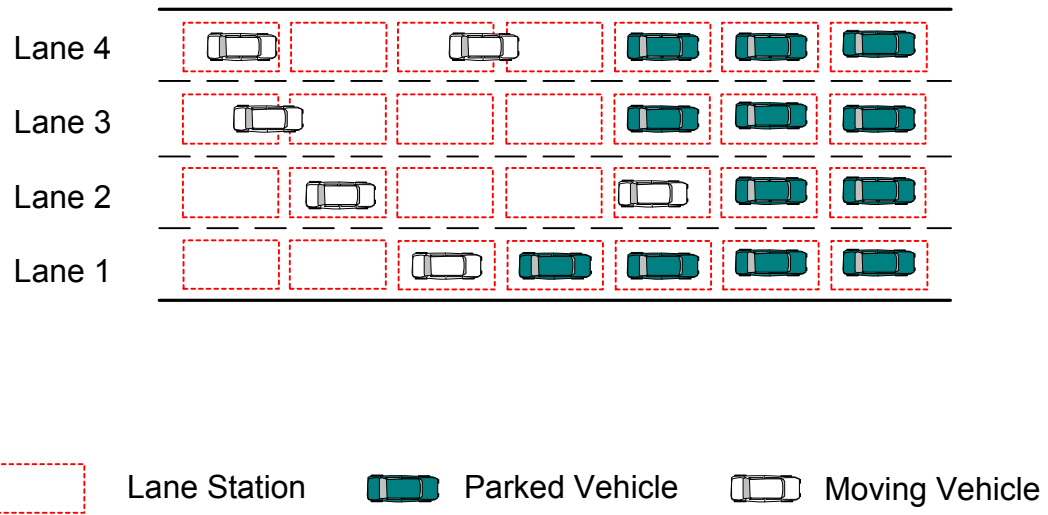 Lane 4
Lane 3
Lane 2
Lane 1
Lane Station
Parked Vehicle
Moving Vehicle